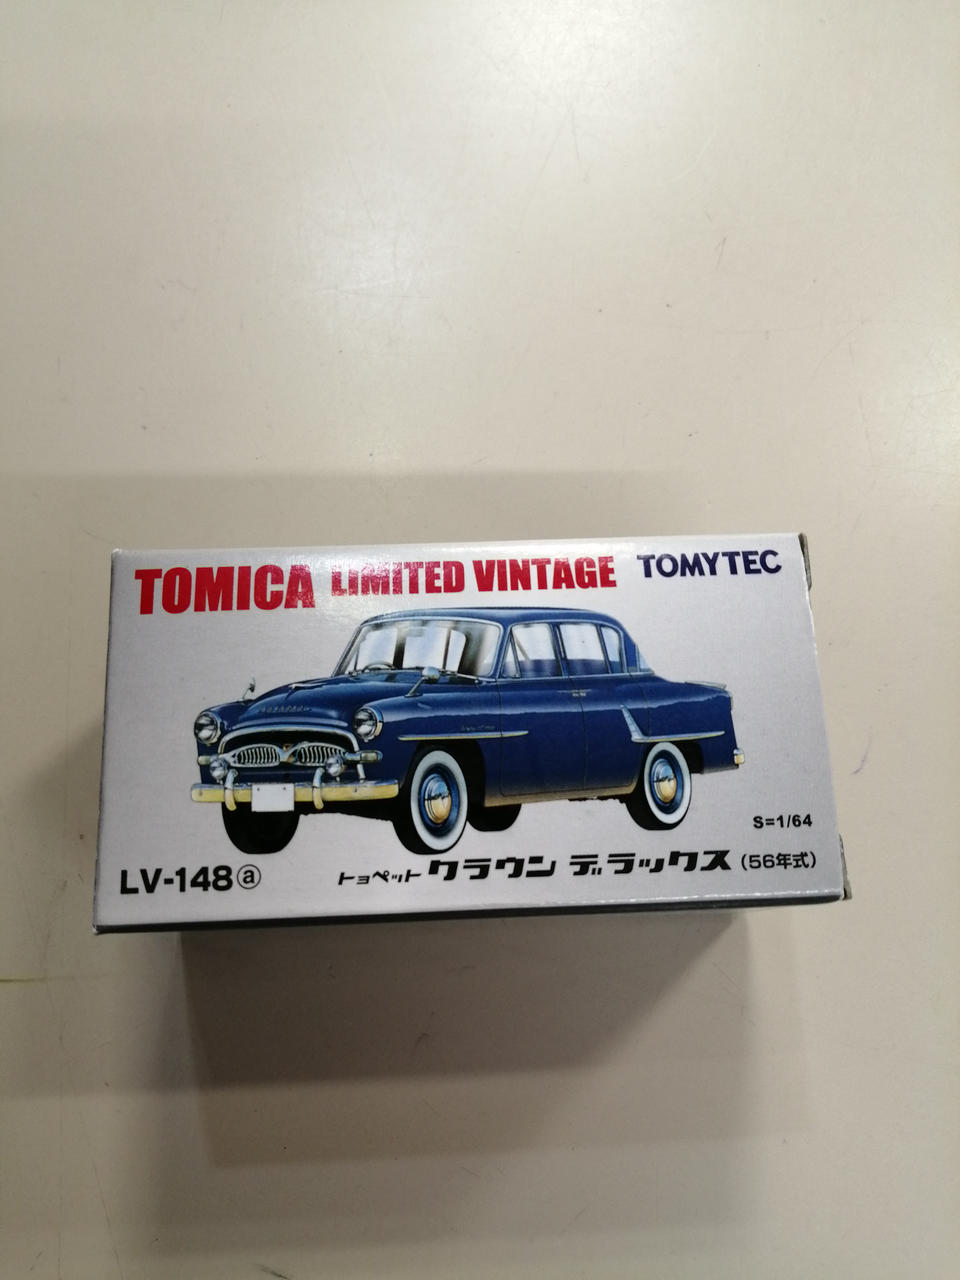 TOMICA LIMITED VINTAGE TOMYTEC
S=1/64
LV-148ⓐ トヨペット クラウン デラックス (56年式)